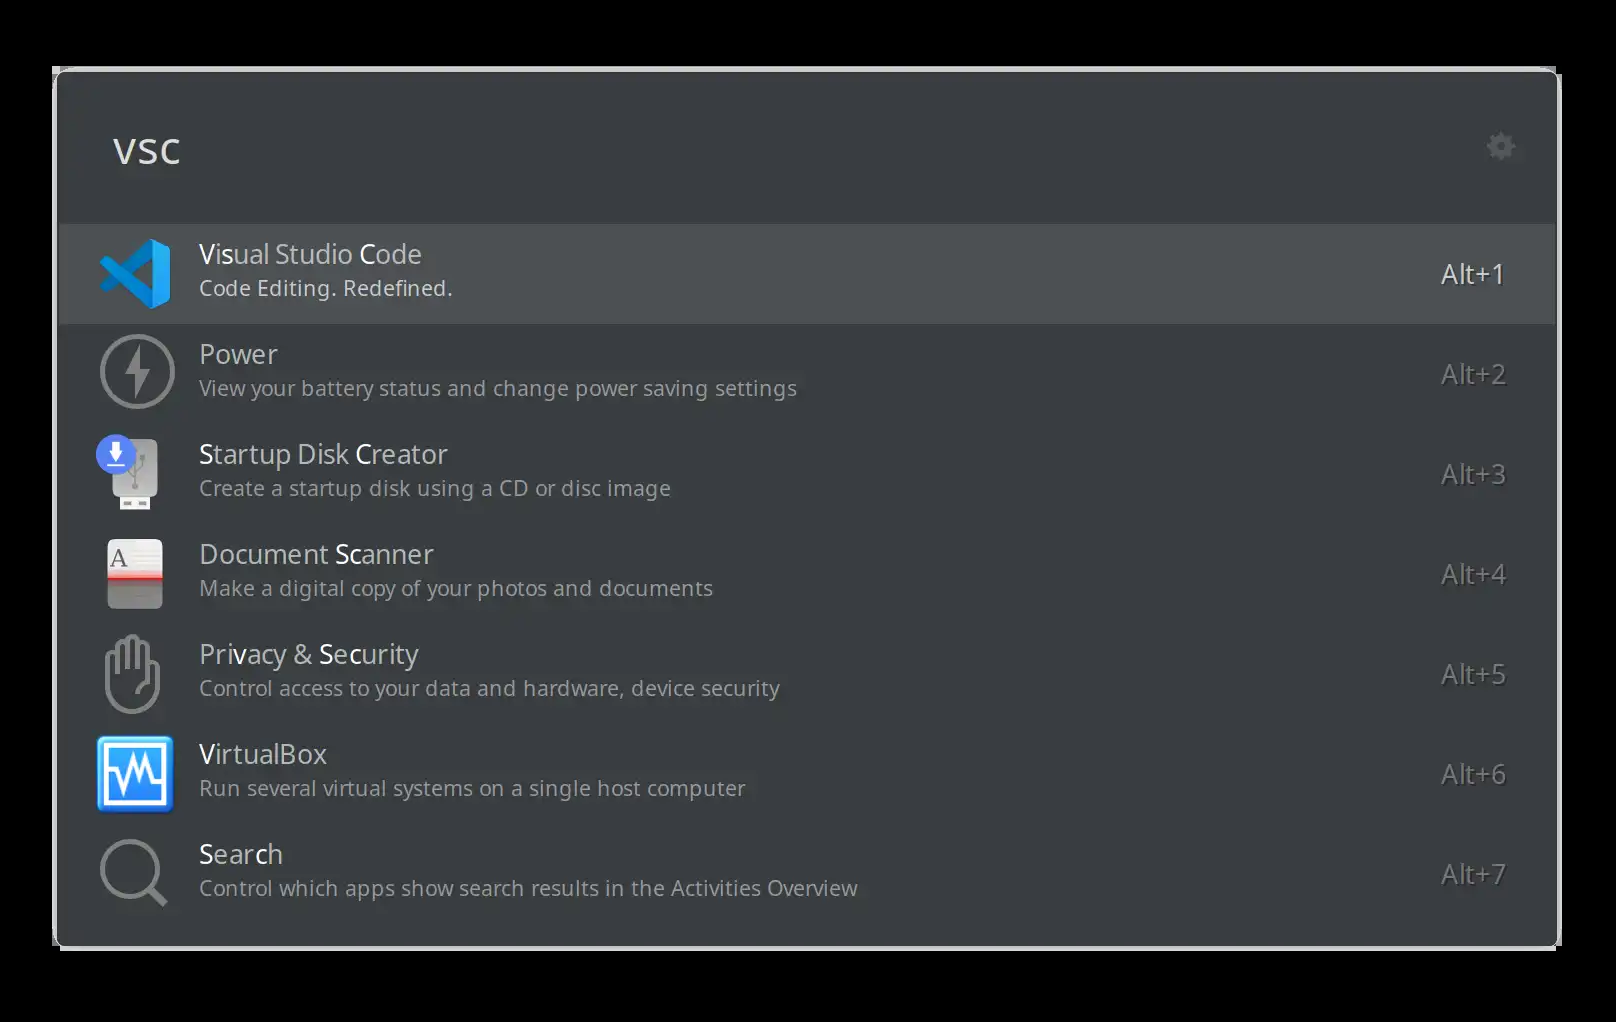 vsc
Visual Studio Code
Code Editing. Redefined.
Alt+1
Power
View your battery status and change power saving settings
Alt+2
Startup Disk Creator
Create a startup disk using a CD or disc image
Alt+3
A
Document Scanner
Make a digital copy of your photos and documents
Alt+4
Privacy & Security
Control access to your data and hardware, device security
Alt+5
VirtualBox
Run several virtual systems on a single host computer
Alt+6
Search
Control which apps show search results in the Activities Overview
Alt+7